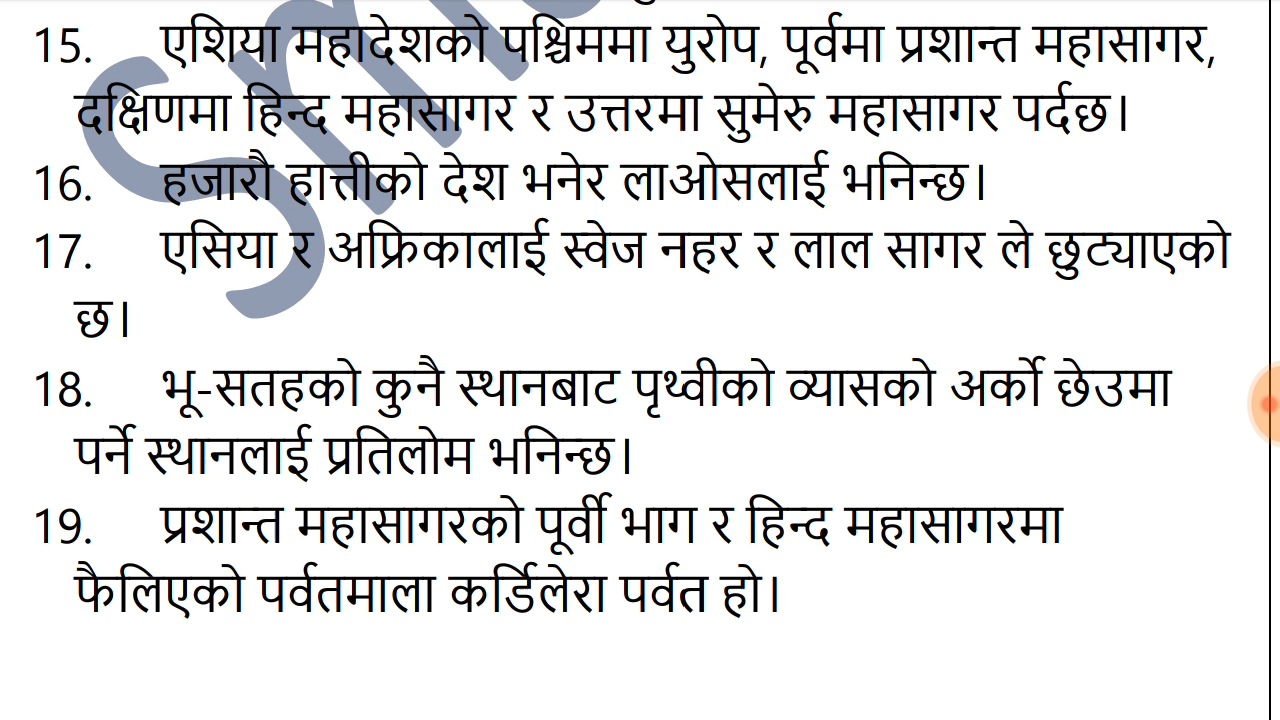 15. एशिया महादेशको पश्चिममा युरोप, पूर्वमा प्रशान्त महासागर,
दक्षिणमा हिन्द महासागर र उत्तरमा सुमेरु महासागर पर्दछ।
16. हजारौ हात्तीको देश भनेर लाओसलाई भनिन्छ।
17. एसिया र अफ्रिकालाई स्वेज नहर र लाल सागर ले छुट्याएको
छ।
18. भू-सतहको कुनै स्थानबाट पृथ्वीको व्यासको अर्को छेउमा
पर्ने स्थानलाई प्रतिलोम भनिन्छ।
19. प्रशान्त महासागरको पूर्वी भाग र हिन्द महासागरमा
फैलिएको पर्वतमाला कर्डिलेरा पर्वत हो।